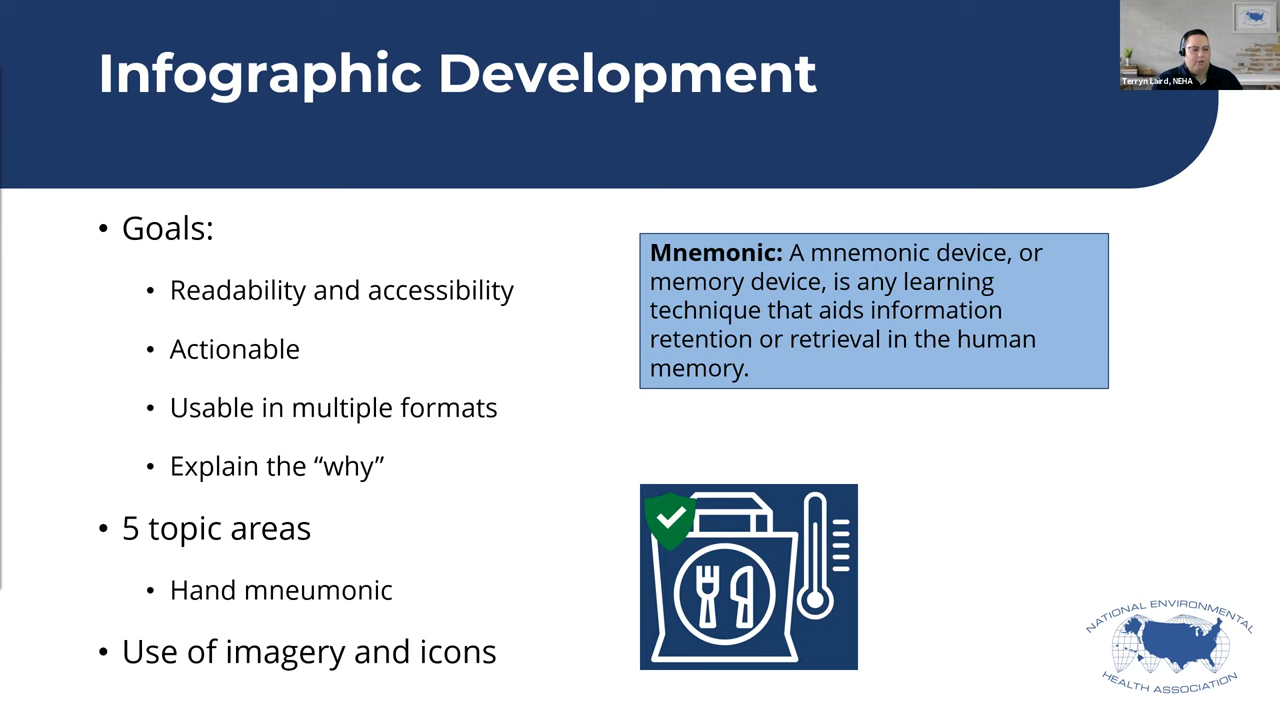 Infographic Development
Terryn Laird, NEHA
• Goals:
• Readability and accessibility
• Actionable
• Usable in multiple formats
• Explain the “why”
• 5 topic areas
• Hand mneumonic
• Use of imagery and icons
Mnemonic: A mnemonic device, or
memory device, is any learning
technique that aids information
retention or retrieval in the human
memory.
NATIONAL ENVIRONMENTAL
HEALTH ASSOCIATION